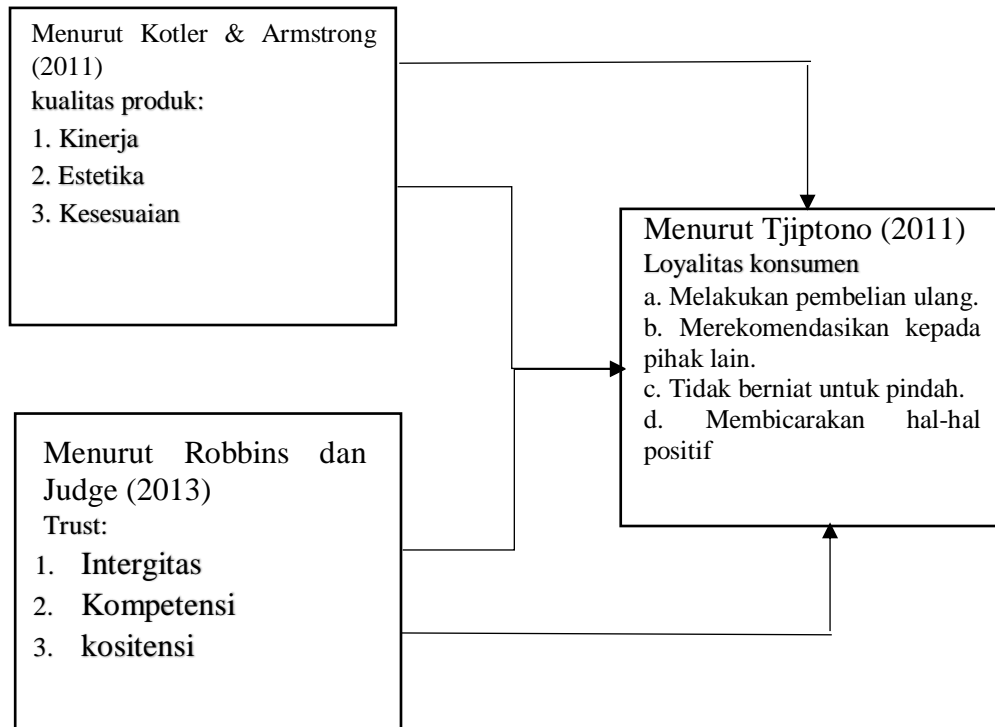 Menurut Kotler & Armstrong
(2011)
kualitas produk:
1. Kinerja
2. Estetika
3. Kesesuaian
Menurut Tjiptono (2011)
Loyalitas konsumen
a. Melakukan pembelian ulang.
b. Merekomendasikan kepada
pihak lain.
c. Tidak berniat untuk pindah.
d. Membicarakan hal-hal
positif
Menurut Robbins dan
Judge (2013)
Trust:
1. Intergitas
2. Kompetensi
3. kositensi